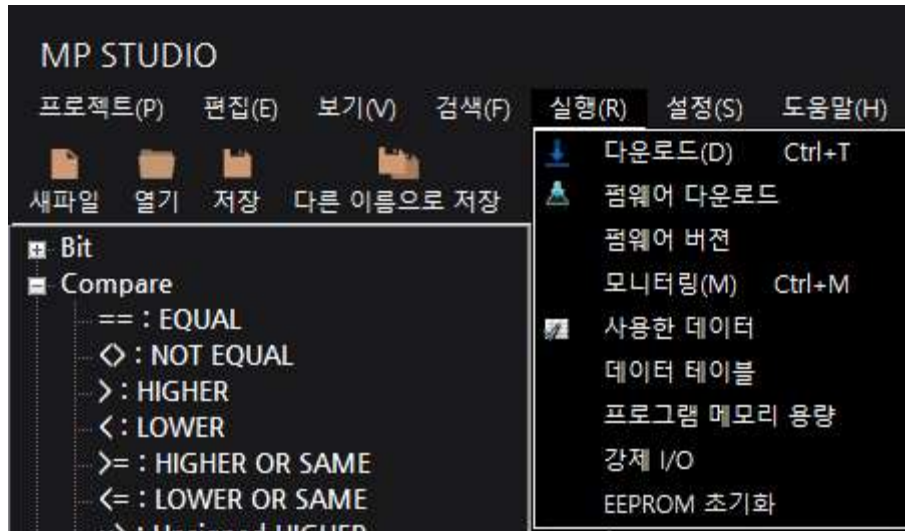 MP STUDIO
프로젝트(P) 편집(E) 보기(V) 검색(F) 실행(R) 설정(S) 도움말(H)
새파일 열기 저장 다른 이름으로 저장
다운로드(D) Ctrl+T
펌웨어 다운로드
펌웨어 버젼
모니터링(M) Ctrl+M
사용한 데이터
데이터 테이블
프로그램 메모리 용량
강제 I/O
EEPROM 초기화
Bit
Compare
== : EQUAL
<> : NOT EQUAL
> : HIGHER
< : LOWER
>= : HIGHER OR SAME
<= : LOWER OR SAME